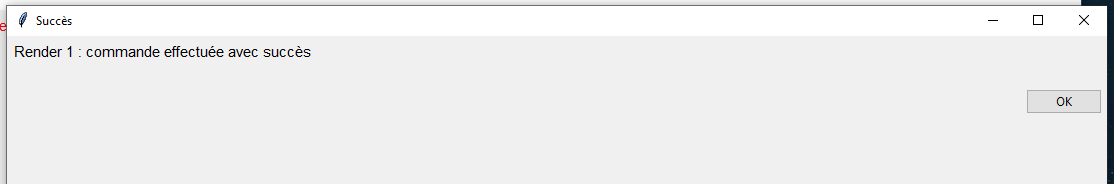 Succès
e
Render 1 : commande effectuée avec succès
OK